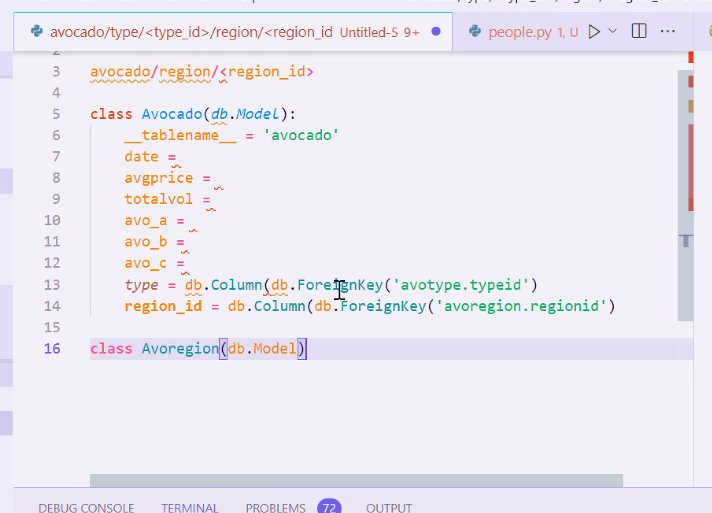 avocado/type/<type_id>/region/<region_id Untitled-5 9+
people.py 1, U
2
3 avocado/region/<region_id>
4
5 class Avocado(db.Model):
6 __tablename__ = 'avocado'
7 date =
8 avgprice =
9 totalvol =
10 avo_a =
11 avo_b =
12 avo_c =
13 type = db.Column(db.ForeignKey('avotype.typeid')
14 region_id = db.Column(db.ForeignKey('avoregion.regionid')
15
16 class Avoregion(db.Model)
DEBUG CONSOLE TERMINAL PROBLEMS 72 OUTPUT